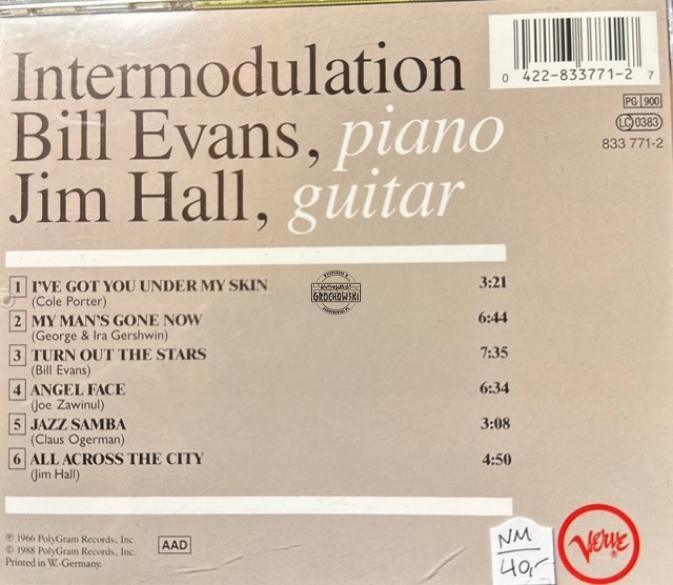 Intermodulation
Bill Evans, piano
Jim Hall, guitar
0 422-833771-2 7
PG 900
LC 0383
833 771-2
1 I'VE GOT YOU UNDER MY SKIN 3:21
(Cole Porter)
2 MY MAN'S GONE NOW 6:44
(George & Ira Gershwin)
3 TURN OUT THE STARS 7:35
(Bill Evans)
4 ANGEL FACE 6:34
(Joe Zawinul)
5 JAZZ SAMBA 3:08
(Claus Ogerman)
6 ALL ACROSS THE CITY 4:50
(Jim Hall)
GROCHOWSKI
℗ 1966 PolyGram Records, Inc.
© 1988 PolyGram Records, Inc.
Printed in W.-Germany.
AAD
NM
40,-
Verve